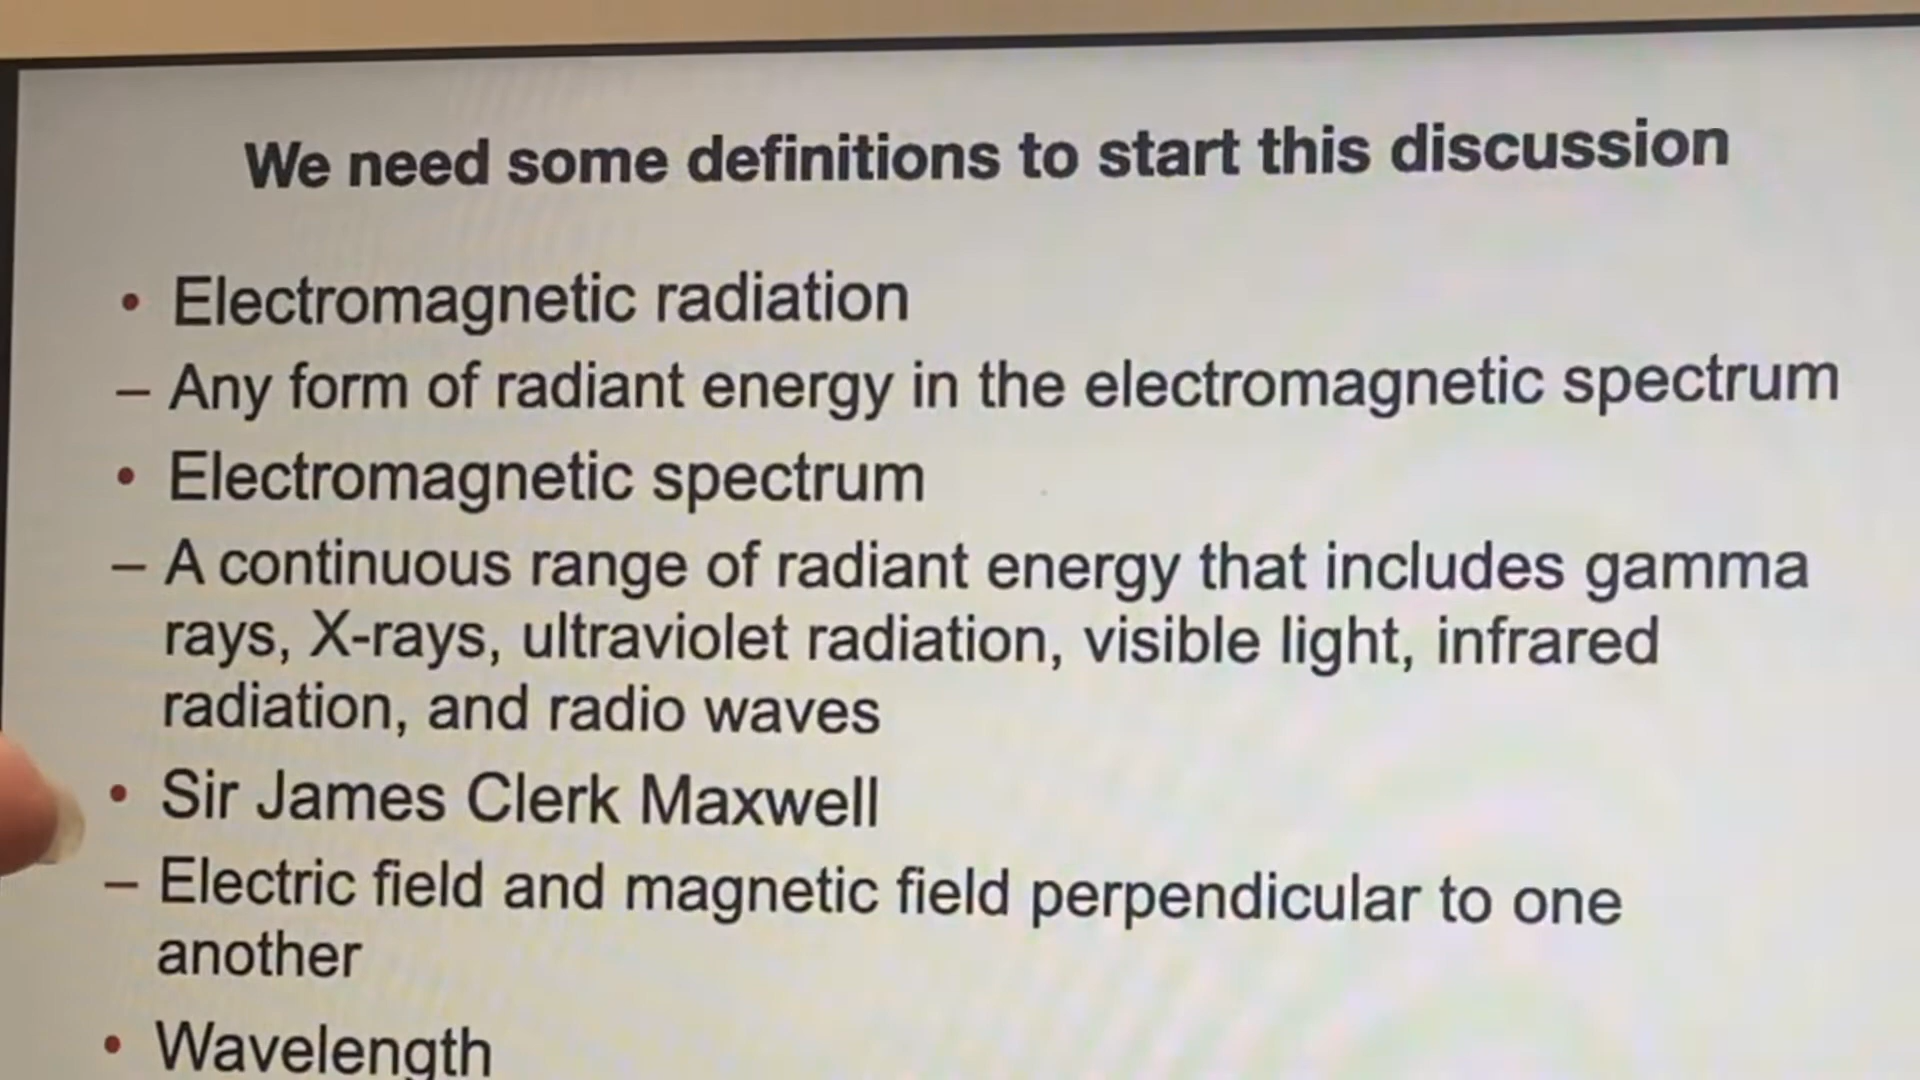 We need some definitions to start this discussion
• Electromagnetic radiation
– Any form of radiant energy in the electromagnetic spectrum
• Electromagnetic spectrum
– A continuous range of radiant energy that includes gamma
rays, X-rays, ultraviolet radiation, visible light, infrared
radiation, and radio waves
• Sir James Clerk Maxwell
– Electric field and magnetic field perpendicular to one
another
• Wavelength